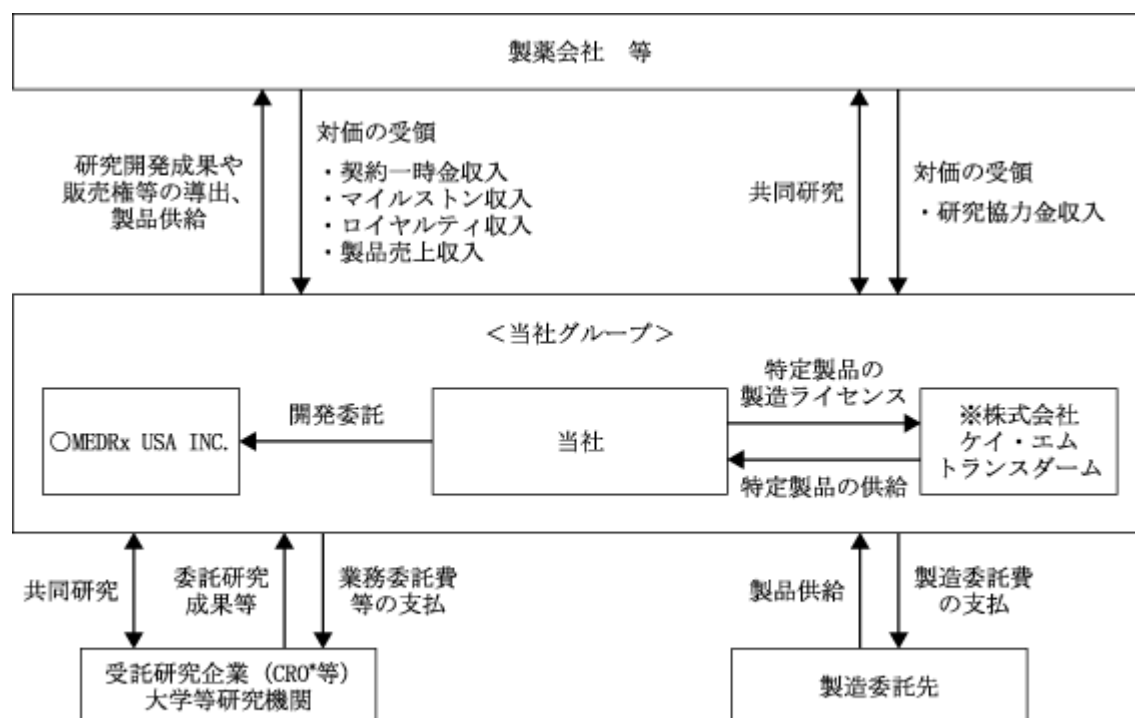 製薬会社　等
研究開発成果や
販売権等の導出、
製品供給
対価の受領
・契約一時金収入
・マイルストン収入
・ロイヤルティ収入
・製品売上収入
共同研究
対価の受領
・研究協力金収入
＜当社グループ＞
○MEDRx USA INC.
開発委託
当社
特定製品の
製造ライセンス
特定製品の供給
※株式会社
ケイ・エム
トランスダーム
共同研究
委託研究
成果等
業務委託費
等の支払
製品供給
製造委託費
の支払
受託研究企業（CRO*等）
大学等研究機関
製造委託先